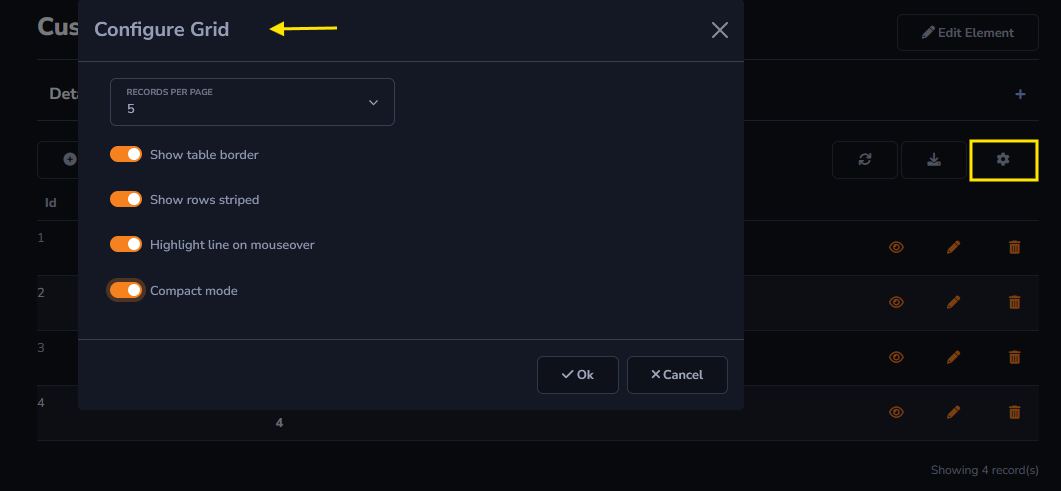 Cus
Configure Grid
Edit Element
RECORDS PER PAGE
5
Deta
Show table border
Show rows striped
Id
1
Highlight line on mouseover
2
Compact mode
3
Ok
Cancel
4
4
Showing 4 record(s)